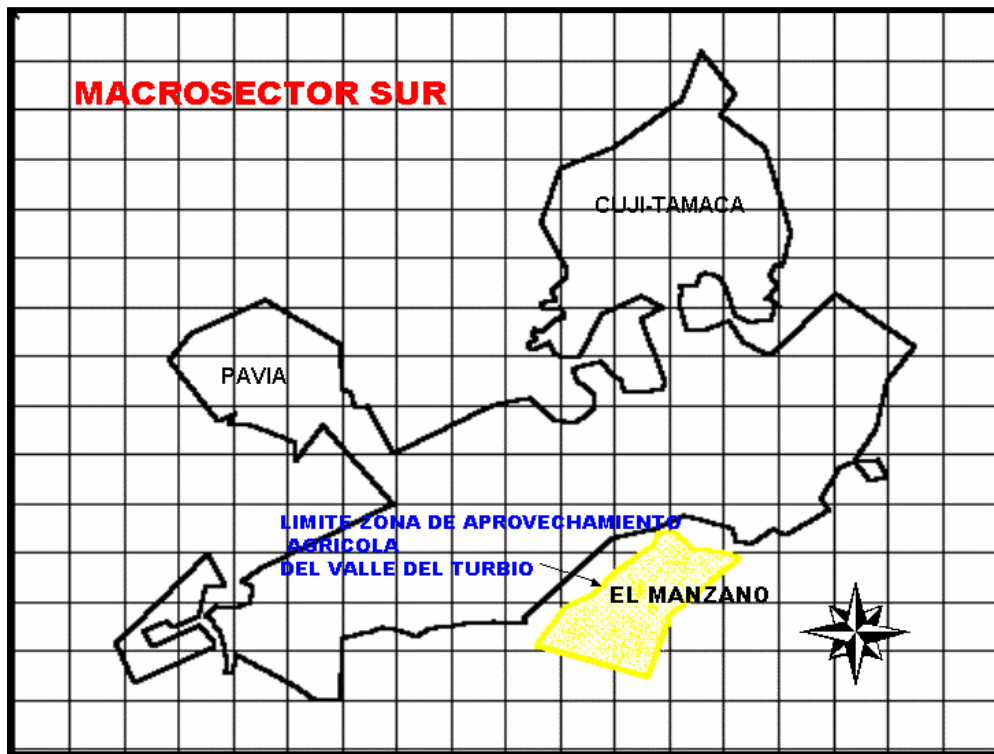 MACROSECTOR SUR
CUJI-TAMACA
PAVIA
LIMITE ZONA DE APROVECHAMIENTO
AGRICOLA
DEL VALLE DEL TURBIO
EL MANZANO